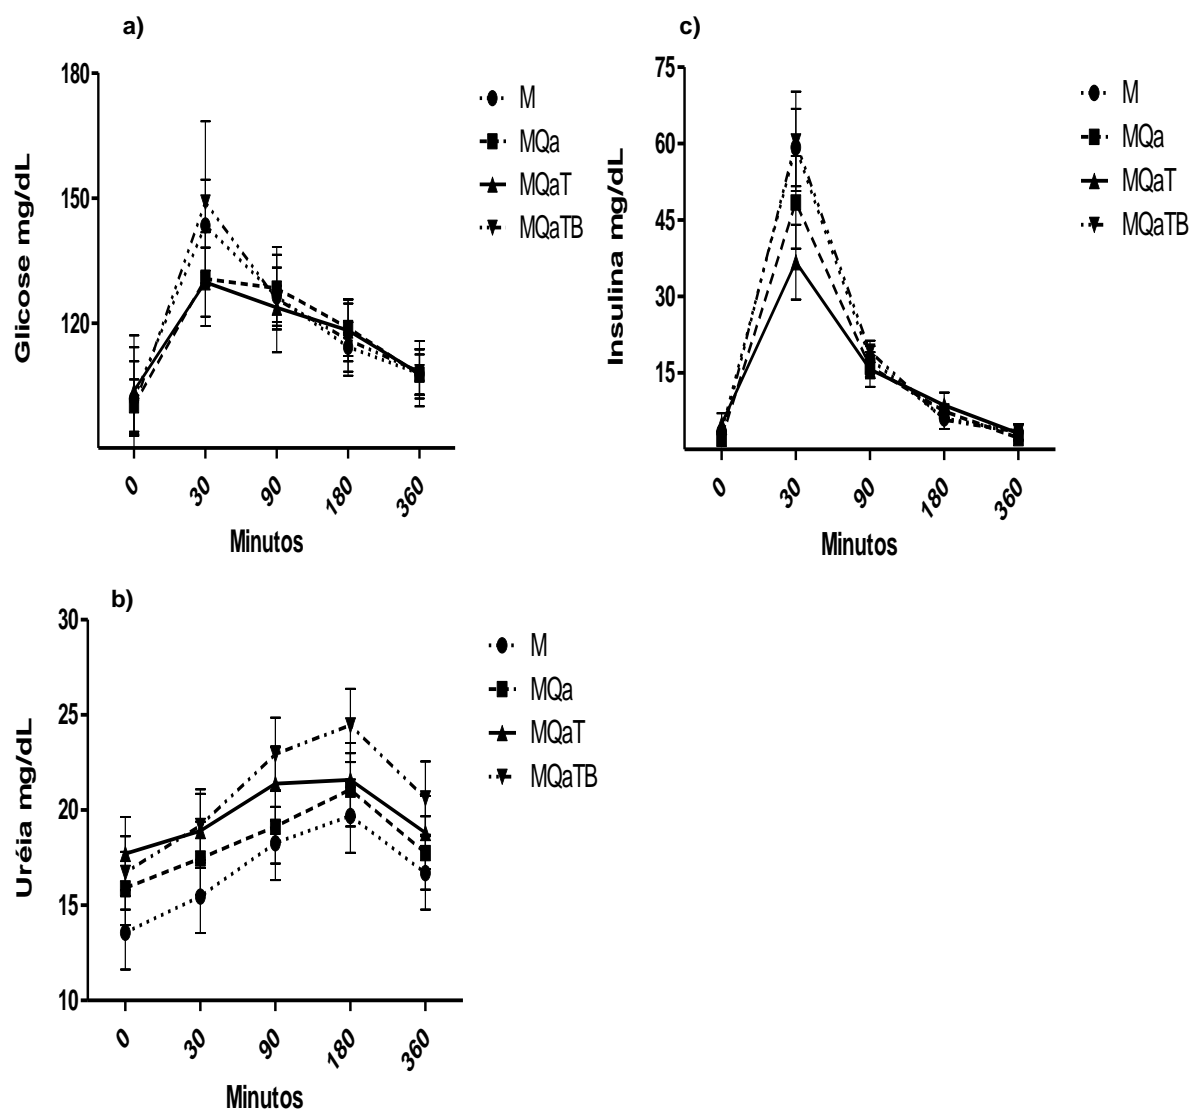 a)
180
150
120
Glicose mg/dL
0
30
90
180
360
Minutos
M
MQa
MQaT
MQaTB
c)
75
60
45
30
15
Insulina mg/dL
0
30
90
180
360
Minutos
M
MQa
MQaT
MQaTB
b)
30
25
20
15
10
Uréia mg/dL
0
30
90
180
360
Minutos
M
MQa
MQaT
MQaTB